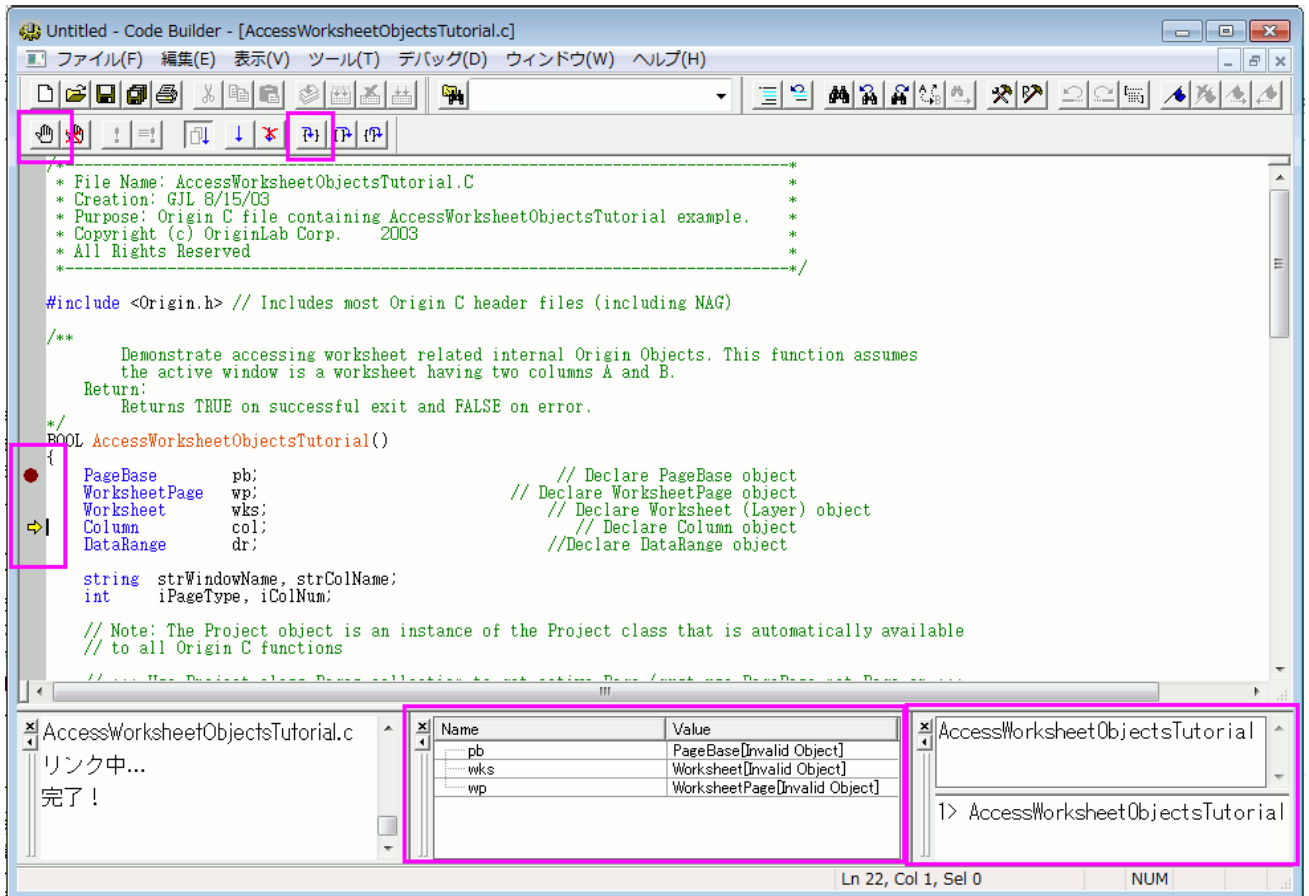 Untitled - Code Builder - [AccessWorksheetObjectsTutorial.c]
ファイル(F) 編集(E) 表示(V) ツール(T) デバッグ(D) ウィンドウ(W) ヘルプ(H)
/*------------------------------------------------------------------------------*
* File Name: AccessWorksheetObjectsTutorial.C *
* Creation: GJL 8/15/03 *
* Purpose: Origin C file containing AccessWorksheetObjectsTutorial example. *
* Copyright (c) OriginLab Corp. 2003 *
* All Rights Reserved *
*------------------------------------------------------------------------------*/
#include <Origin.h> // Includes most Origin C header files (including NAG)
/**
Demonstrate accessing worksheet related internal Origin Objects. This function assumes
the active window is a worksheet having two columns A and B.
Return:
Returns TRUE on successful exit and FALSE on error.
*/
BOOL AccessWorksheetObjectsTutorial()
{
PageBase pb; // Declare PageBase object
WorksheetPage wp; // Declare WorksheetPage object
Worksheet wks; // Declare Worksheet (Layer) object
Column col; // Declare Column object
DataRange dr; //Declare DataRange object
string strWindowName, strColName;
int iPageType, iColNum;
// Note: The Project object is an instance of the Project class that is automatically available
// to all Origin C functions
AccessWorksheetObjectsTutorial.c
リンク中...
完了！
Name Value
pb PageBase[Invalid Object]
wks Worksheet[Invalid Object]
wp WorksheetPage[Invalid Object]
AccessWorksheetObjectsTutorial
1> AccessWorksheetObjectsTutorial
Ln 22, Col 1, Sel 0 NUM